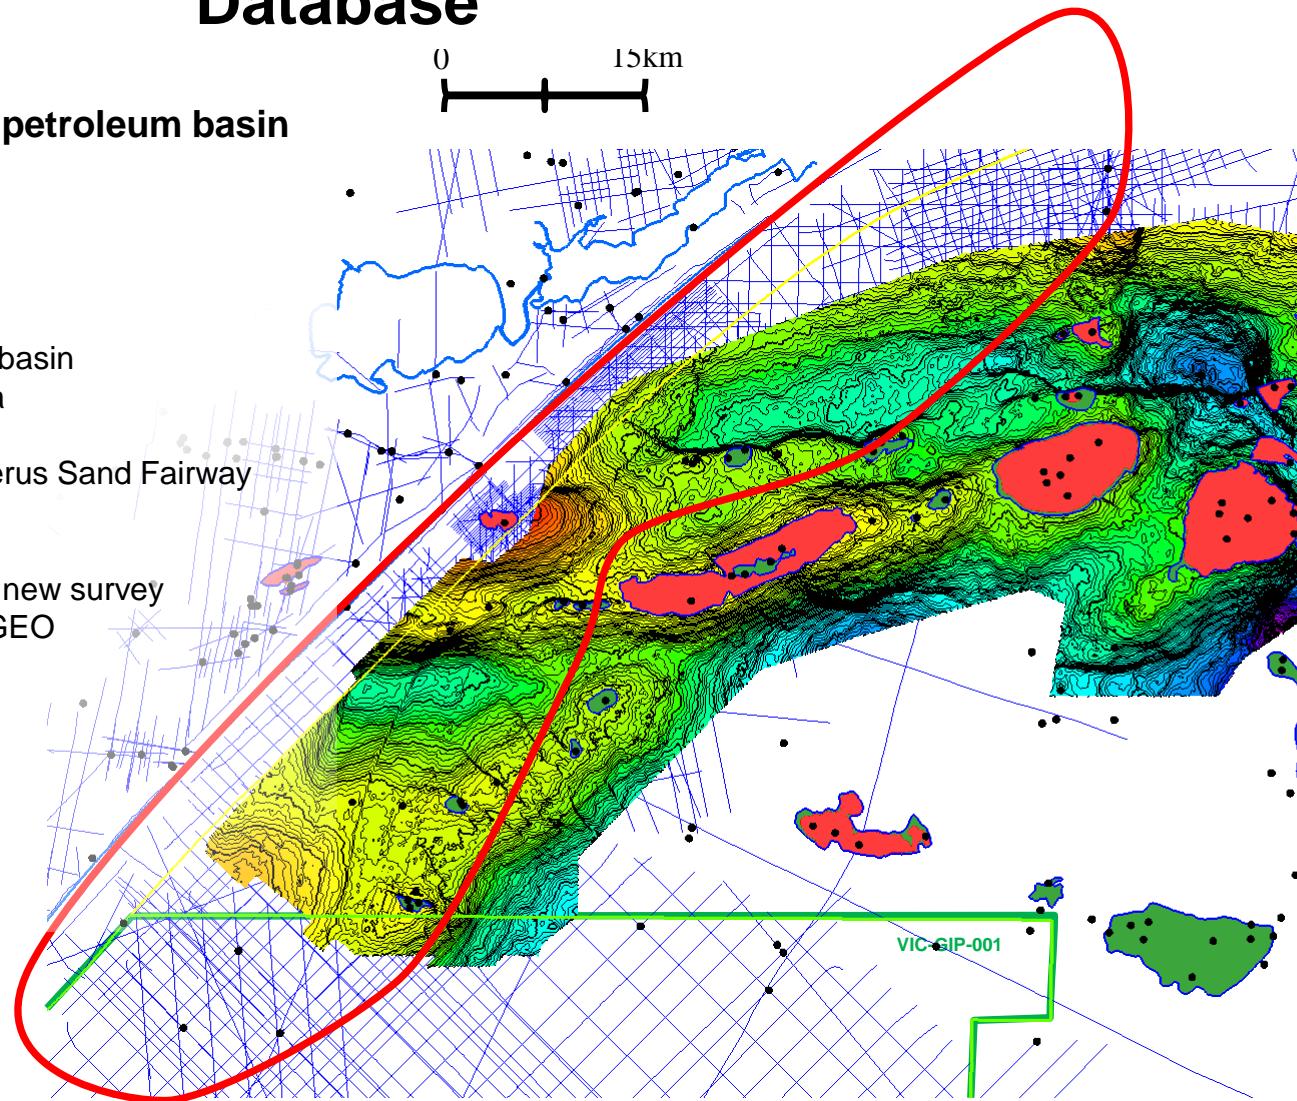 Database
0 15km
petroleum basin
basin
a
erus Sand Fairway
new survey
GEO
VIC-GIP-001